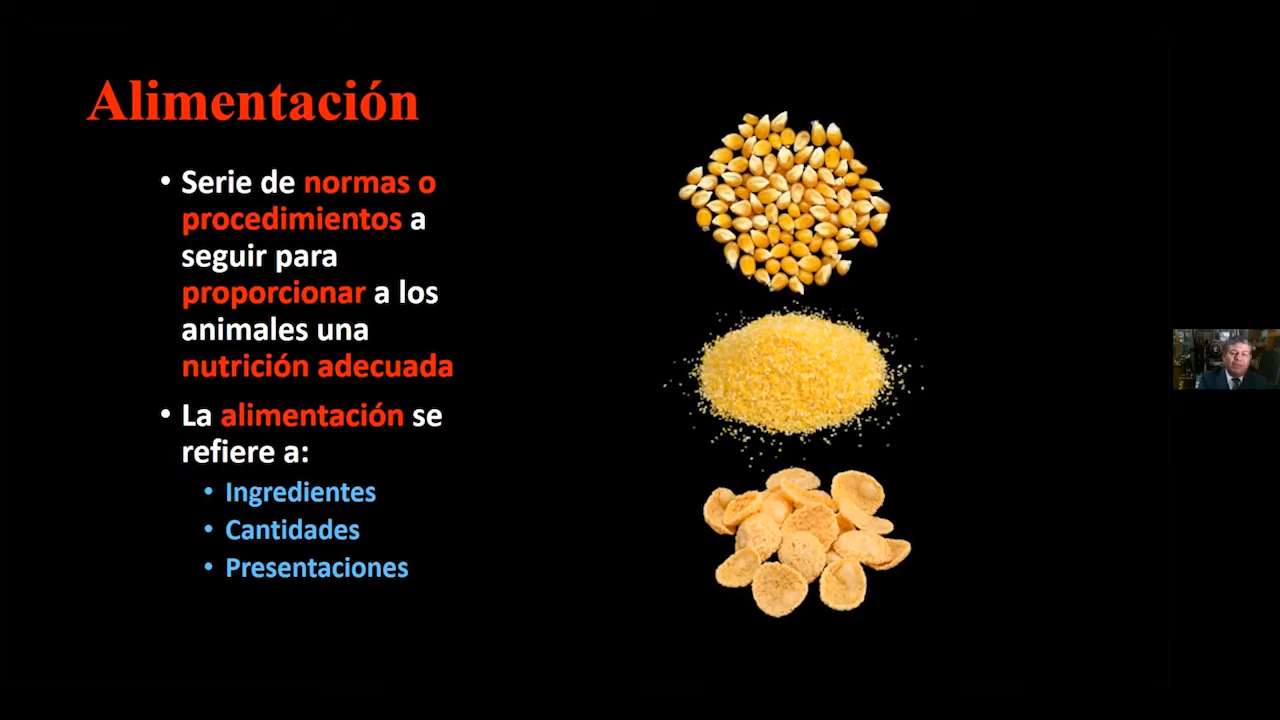 Alimentación
• Serie de normas o
procedimientos a
seguir para
proporcionar a los
animales una
nutrición adecuada
• La alimentación se
refiere a:
• Ingredientes
• Cantidades
• Presentaciones